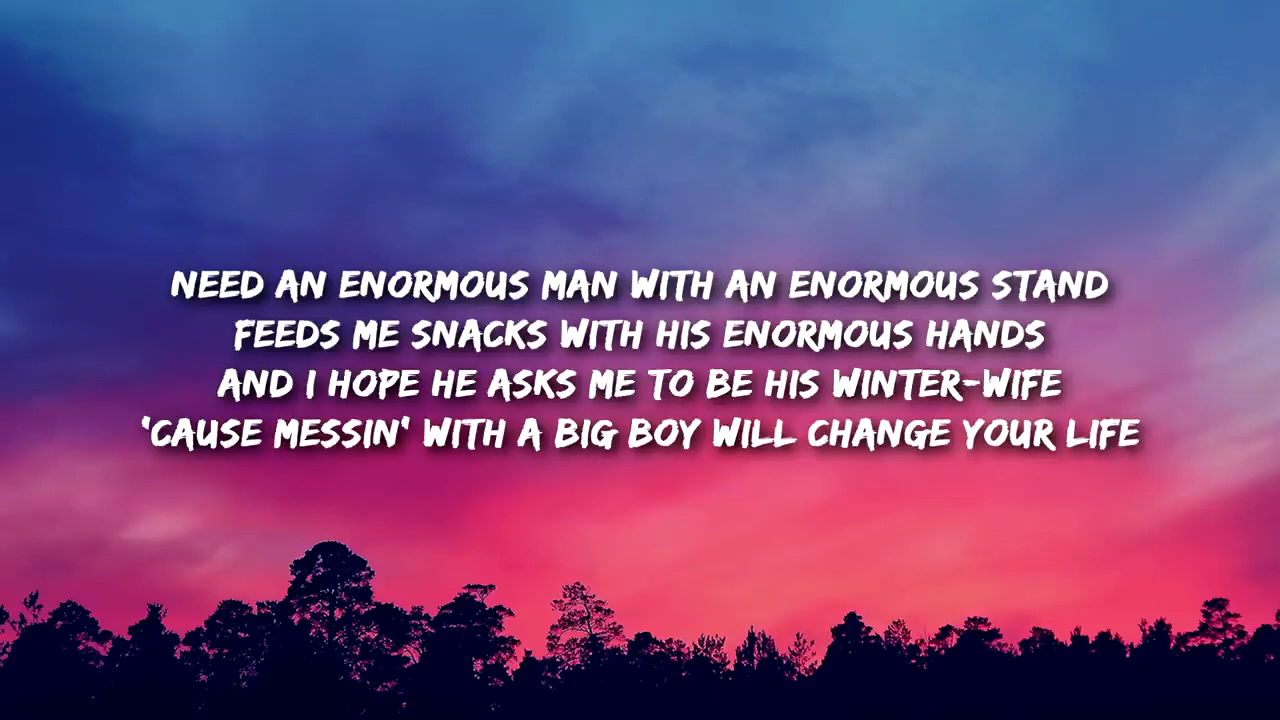 NEED AN ENORMOUS MAN WITH AN ENORMOUS STAND
FEEDS ME SNACKS WITH HIS ENORMOUS HANDS
AND I HOPE HE ASKS ME TO BE HIS WINTER-WIFE
'CAUSE MESSIN' WITH A BIG BOY WILL CHANGE YOUR LIFE